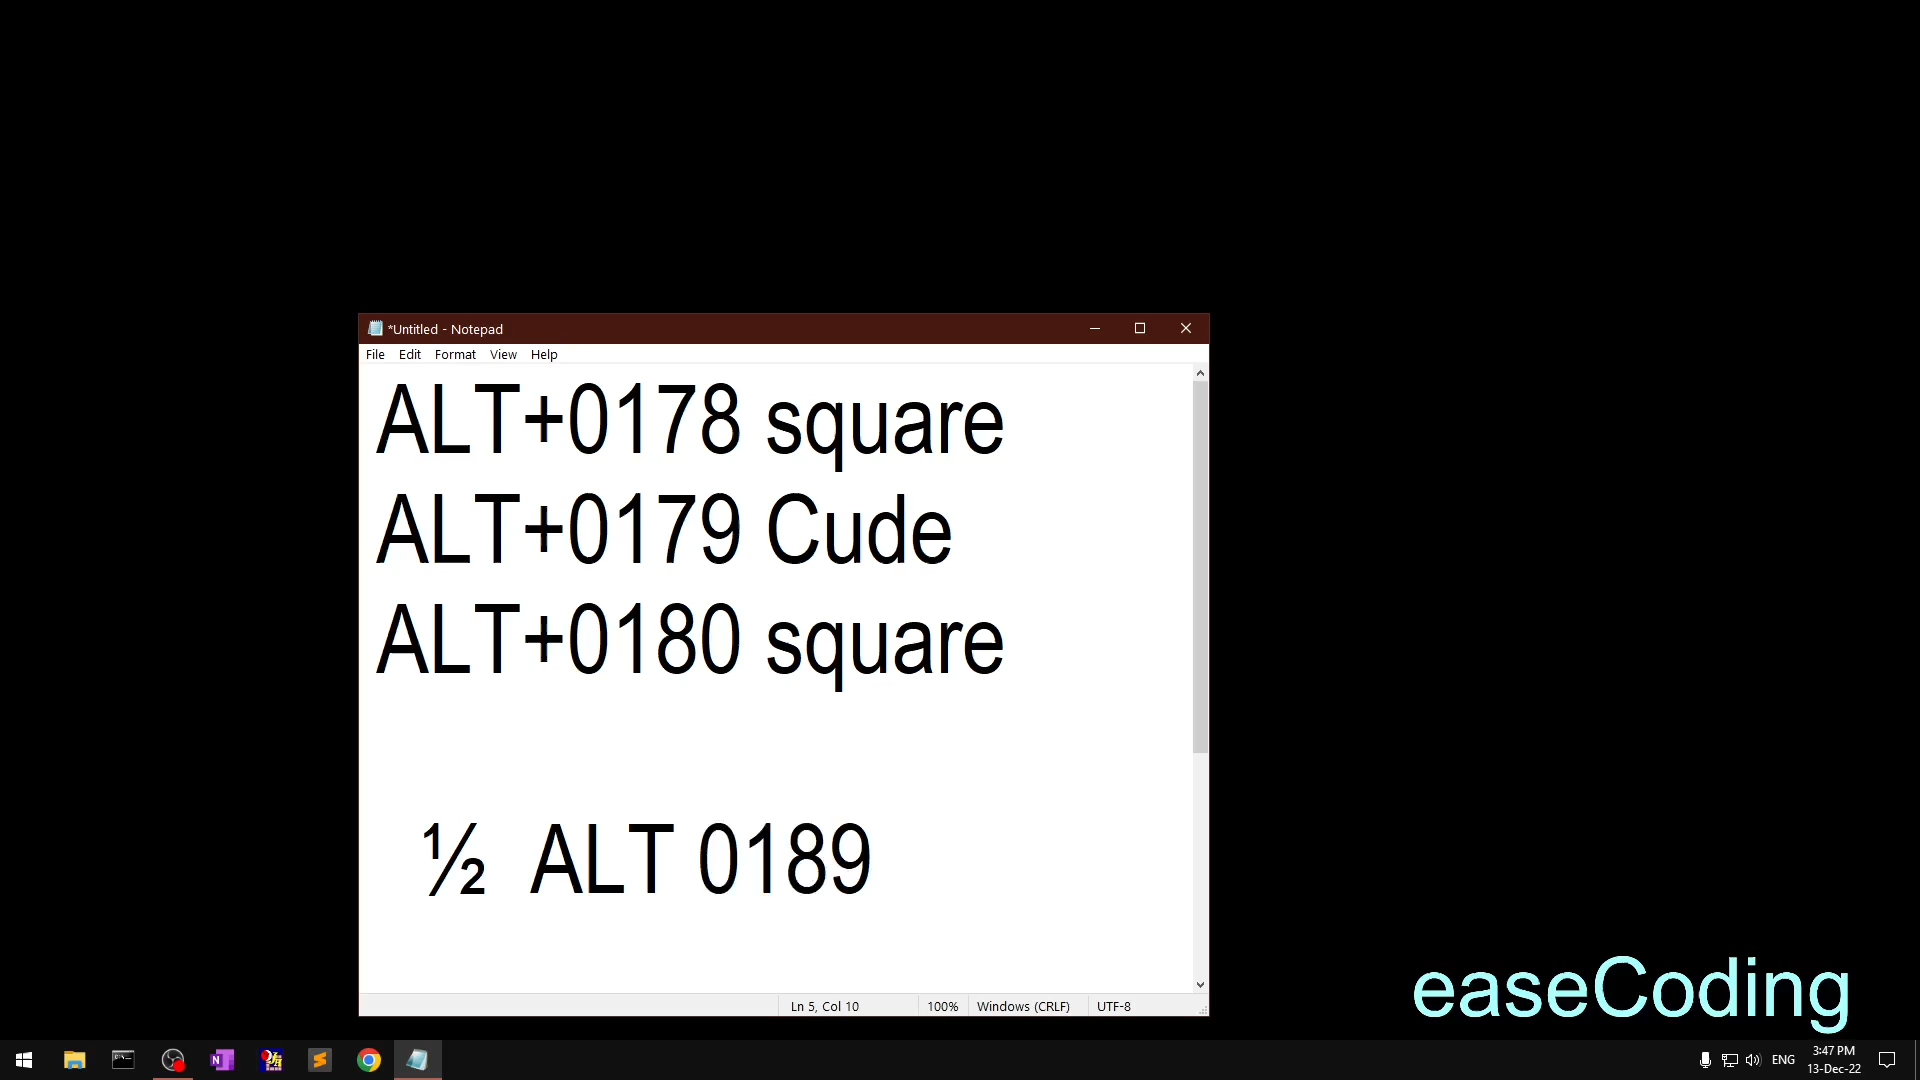 *Untitled - Notepad
File Edit Format View Help
ALT+0178 square
ALT+0179 Cude
ALT+0180 square
½ ALT 0189
Ln 5, Col 10 100% Windows (CRLF) UTF-8
easeCoding
ENG 3:47 PM
13-Dec-22